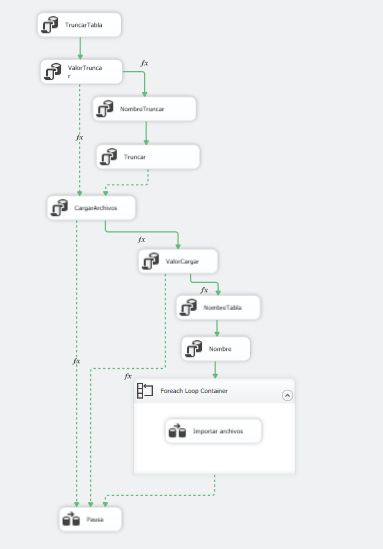 TruncarTabla
ValorTrunca
r
fx
NombreTruncar
fx
Truncar
CargarArchivos
fx
ValorCargar
fx
NombreTabla
Nombre
fx
fx
Foreach Loop Container
Importar archivos
Pausa